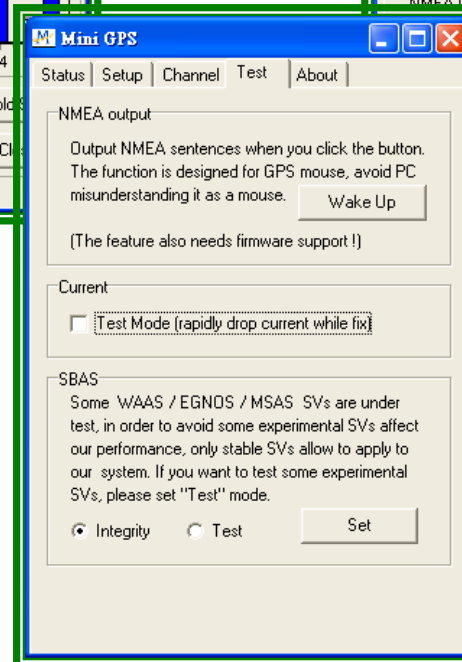 NMEA
Mini GPS
Status Setup Channel Test About
4
old
Cl
NMEA output
Output NMEA sentences when you click the button.
The function is designed for GPS mouse, avoid PC
misunderstanding it as a mouse.
Wake Up
(The feature also needs firmware support !)
Current
Test Mode (rapidly drop current while fix)
SBAS
Some WAAS / EGNOS / MSAS SVs are under
test, in order to avoid some experimental SVs affect
our performance, only stable SVs allow to apply to
our system. If you want to test some experimental
SVs, please set "Test" mode.
Integrity Test Set